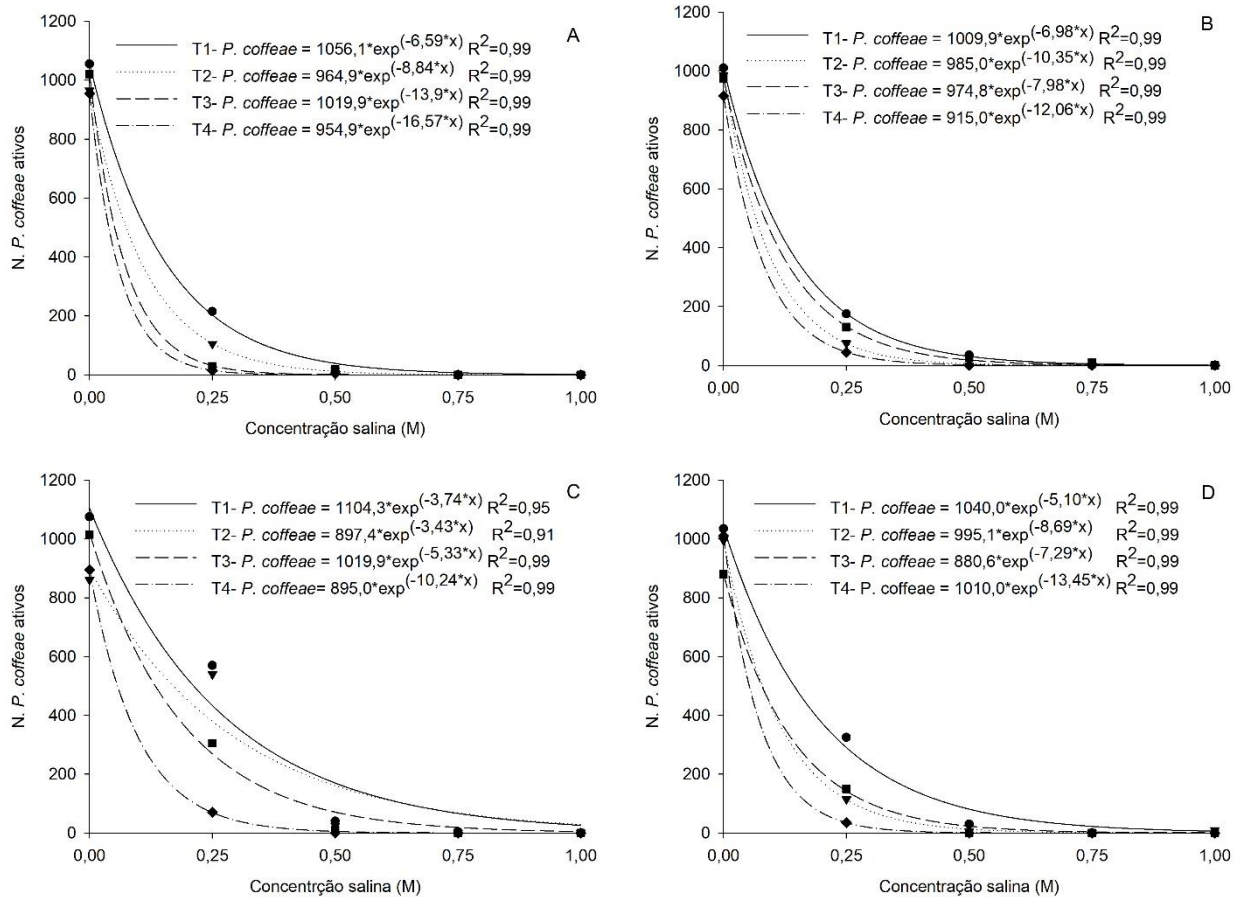 A
T1- P. coffeae = 1056,1*exp(-6,59*x) R2=0,99
T2- P. coffeae = 964,9*exp(-8,84*x) R2=0,99
T3- P. coffeae = 1019,9*exp(-13,9*x) R2=0,99
T4- P. coffeae = 954,9*exp(-16,57*x) R2=0,99
N. P. coffeae ativos
1200
1000
800
600
400
200
0
0,00 0,25 0,50 0,75 1,00
Concentração salina (M)
B
T1- P. coffeae = 1009,9*exp(-6,98*x) R2=0,99
T2- P. coffeae = 985,0*exp(-10,35*x) R2=0,99
T3- P. coffeae = 974,8*exp(-7,98*x) R2=0,99
T4- P. coffeae = 915,0*exp(-12,06*x) R2=0,99
N. P. coffeae ativos
1200
1000
800
600
400
200
0
0,00 0,25 0,50 0,75 1,00
Concentração salina (M)
C
T1- P. coffeae = 1104,3*exp(-3,74*x) R2=0,95
T2- P. coffeae = 897,4*exp(-3,43*x) R2=0,91
T3- P. coffeae = 1019,9*exp(-5,33*x) R2=0,99
T4- P. coffeae= 895,0*exp(-10,24*x) R2=0,99
N. P. coffeae ativos
1200
1000
800
600
400
200
0
0,00 0,25 0,50 0,75 1,00
Concentrção salina (M)
D
T1- P. coffeae = 1040,0*exp(-5,10*x) R2=0,99
T2- P. coffeae = 995,1*exp(-8,69*x) R2=0,99
T3- P. coffeae = 880,6*exp(-7,29*x) R2=0,99
T4- P. coffeae = 1010,0*exp(-13,45*x) R2=0,99
N. P. coffeae ativos
1200
1000
800
600
400
200
0
0,00 0,25 0,50 0,75 1,00
Concentração salina (M)